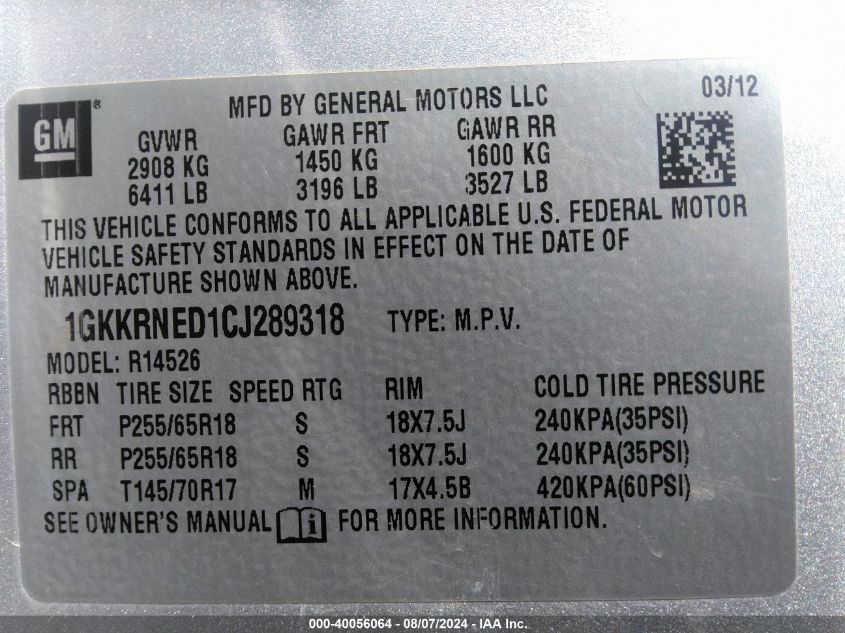 03/12
MFD BY GENERAL MOTORS LLC
GM®
GVWR GAWR FRT GAWR RR
2908 KG 1450 KG 1600 KG
6411 LB 3196 LB 3527 LB
THIS VEHICLE CONFORMS TO ALL APPLICABLE U.S. FEDERAL MOTOR
VEHICLE SAFETY STANDARDS IN EFFECT ON THE DATE OF
MANUFACTURE SHOWN ABOVE.
1GKKRNED1CJ289318 TYPE: M.P.V.
MODEL: R14526
RBBN TIRE SIZE SPEED RTG RIM COLD TIRE PRESSURE
FRT P255/65R18 S 18X7.5J 240KPA(35PSI)
RR P255/65R18 S 18X7.5J 240KPA(35PSI)
SPA T145/70R17 M 17X4.5B 420KPA(60PSI)
SEE OWNER'S MANUAL i FOR MORE INFORMATION.
000-40056064 - 08/07/2024 - IAA Inc.